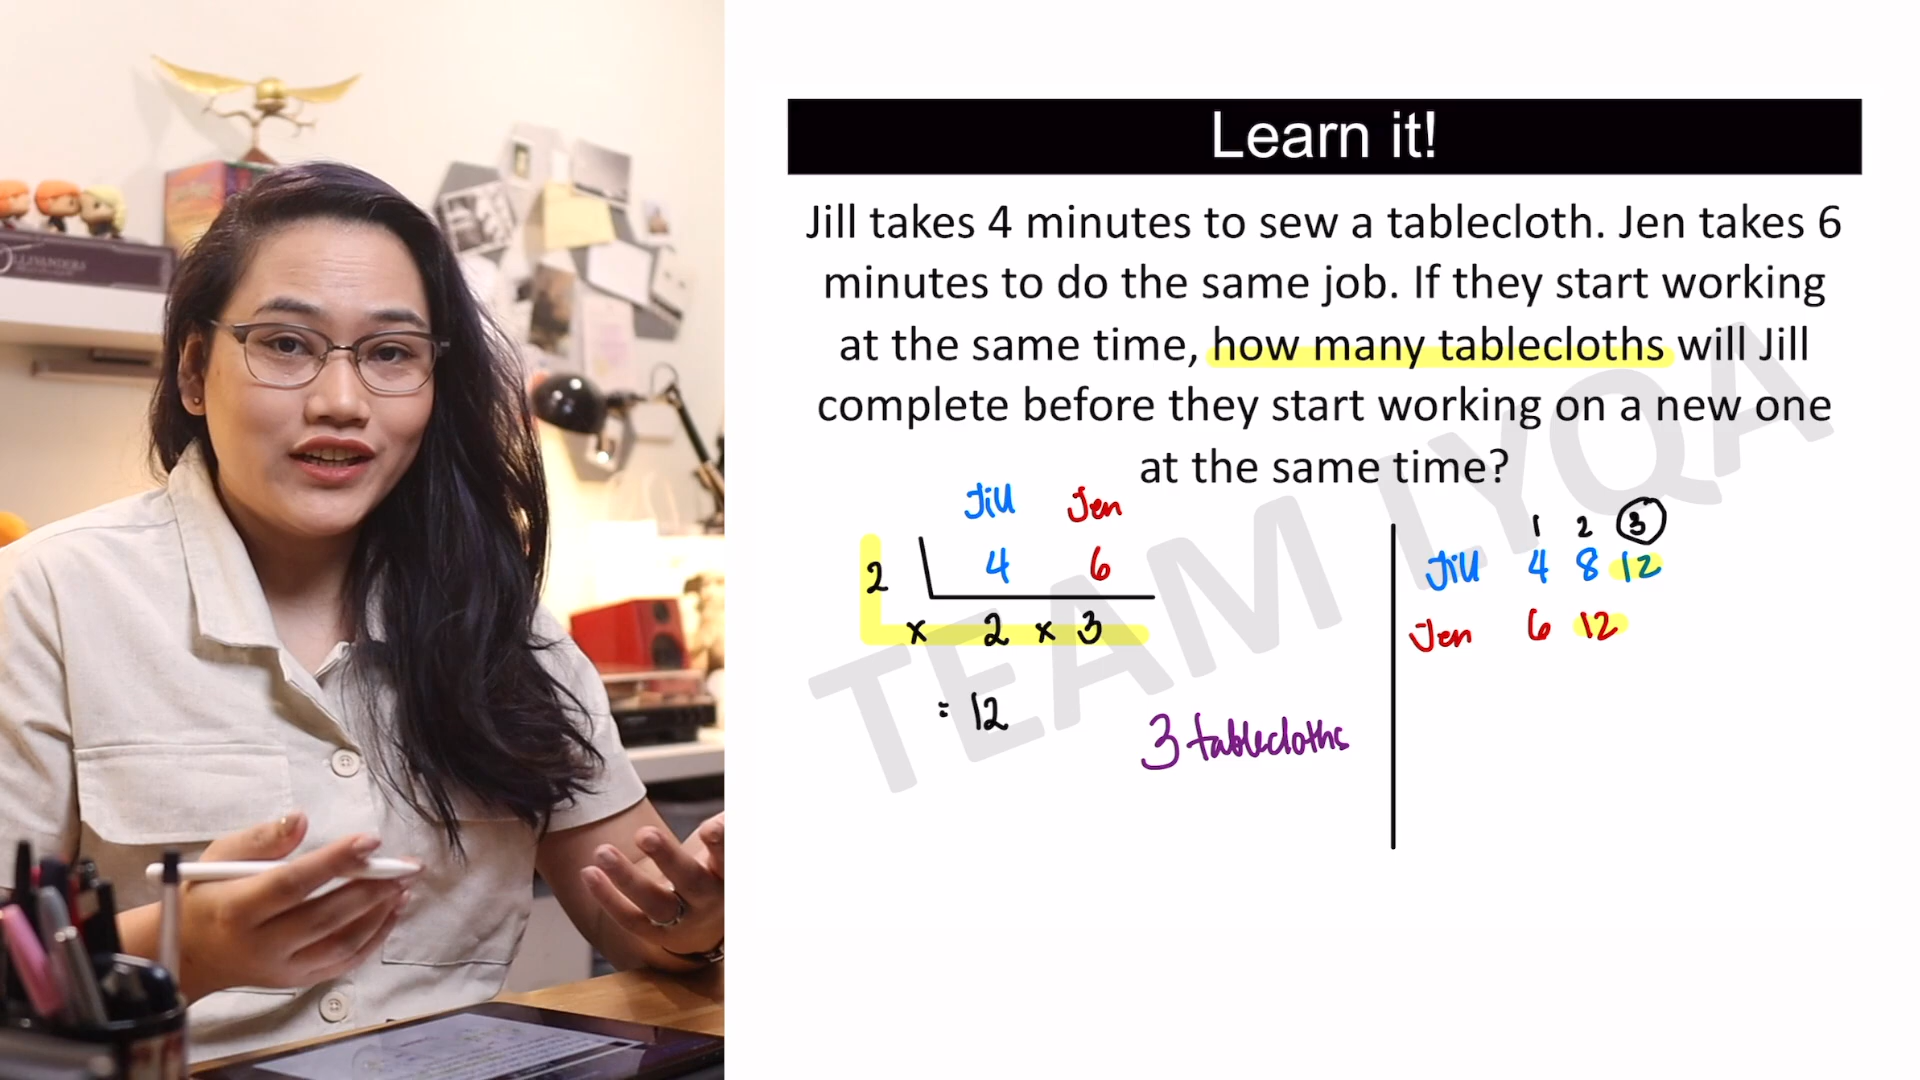 Learn it!
Jill takes 4 minutes to sew a tablecloth. Jen takes 6
minutes to do the same job. If they start working
at the same time, how many tablecloths will Jill
complete before they start working on a new one
at the same time?
Jill Jen
2 4 6
x 2 x 3
= 12
3 tablecloths
1 2 3
Jill 4 8 12
Jen 6 12
TEAM LYQA
OLLIVANDERS